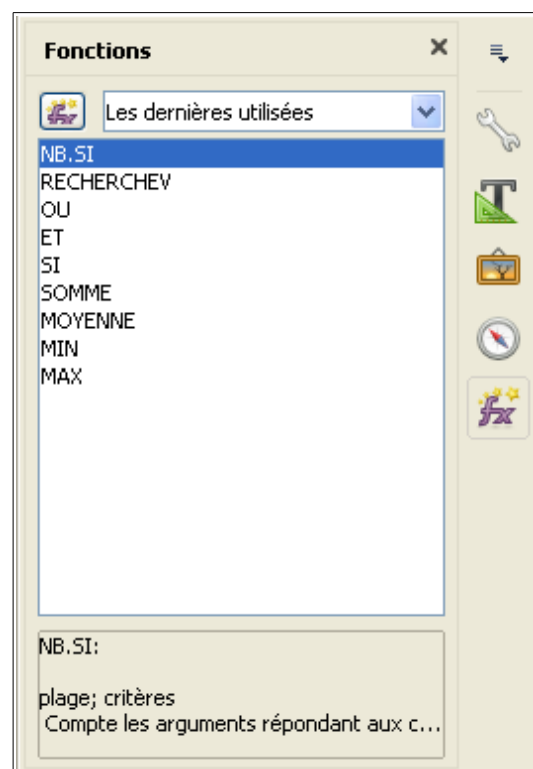 Fonctions
Les dernières utilisées
NB.SI
RECHERCHEV
OU
ET
SI
SOMME
MOYENNE
MIN
MAX
NB.SI:
plage; critères
Compte les arguments répondant aux c...